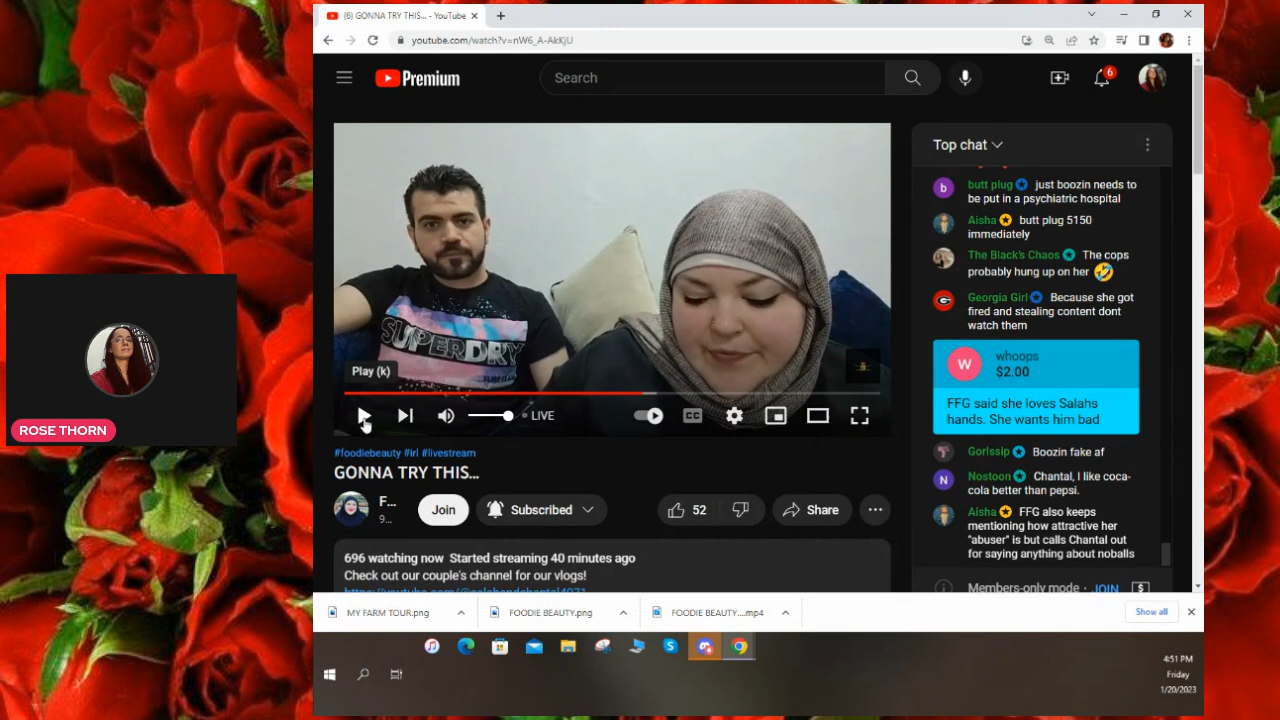 (6) GONNA TRY THIS... - YouTube
youtube.com/watch?v=nW6_A-AkKjU
Premium
Search
6
Top chat
butt plug just boozin needs to
be put in a psychiatric hospital
Aisha butt plug 5150
immediately
The Black's Chaos The cops
probably hung up on her
Georgia Girl Because she got
fired and stealing content dont
watch them
W whoops
$2.00
FFG said she loves Salahs
hands. She wants him bad
Gorlssip Boozin fake af
N Nostoon Chantal, I like coca-
cola better than pepsi.
Aisha FFG also keeps
mentioning how attractive her
"abuser" is but calls Chantal out
for saying anything about noballs
Members-only mode · JOIN
SUPERDRY
Play (k)
LIVE
CC
#foodiebeauty #irl #livestream
GONNA TRY THIS...
F...
9...
Join
Subscribed
52
Share
696 watching now Started streaming 40 minutes ago
Check out our couple's channel for our vlogs!
https://youtube.com/@salahandchantal4071
ROSE THORN
MY FARM TOUR.png
FOODIE BEAUTY.png
FOODIE BEAUTY....mp4
Show all
4:51 PM
Friday
1/20/2023